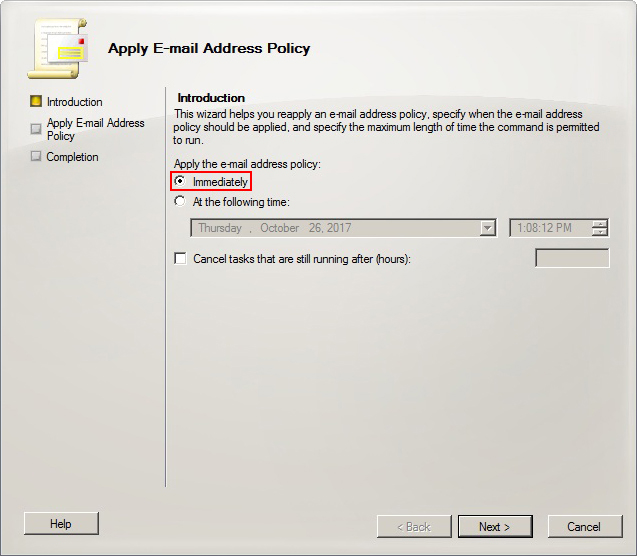 Apply E-mail Address Policy
Introduction
Apply E-mail Address
Policy
Completion
Introduction
This wizard helps you reapply an e-mail address policy, specify when the e-mail address
policy should be applied, and specify the maximum length of time the command is permitted
to run.
Apply the e-mail address policy:
Immediately
At the following time:
Thursday , October 26, 2017
1:08:12 PM
Cancel tasks that are still running after (hours):
Help
< Back
Next >
Cancel